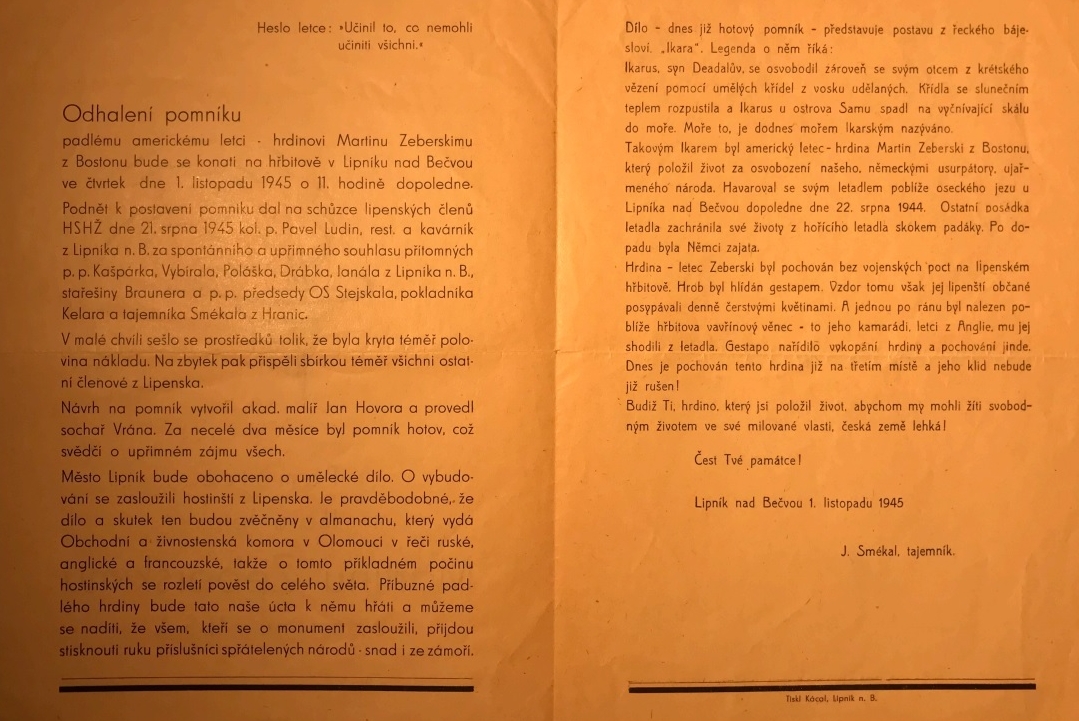 Heslo letce: »Učinil to, co nemohli
učiniti všichni.«
Odhalení pomníku
padlému americkému letci - hrdinovi Martinu Zeberskimu
z Bostonu bude se konati na hřbitově v Lipníku nad Bečvou
ve čtvrtek dne 1. listopadu 1945 o 11. hodině dopoledne.
Podnět k postavení pomníku dal na schůzce lipenských členů
HSHŽ dne 21. srpna 1945 kol. p. Pavel Ludin, rest. a kavárník
z Lipníka n. B. za spontánního a upřimného souhlasu přítomných
p. p. Kašpárka, Vybírala, Poláška, Drábka, Janála z Lipníka n. B.,
stařešiny Braunera a p. p. předsedy OS Stejskala, pokladníka
Kelara a tajemníka Smékala z Hranic.
V malé chvíli sešlo se prostředků tolik, že byla kryta téměř polo-
vina nákladu. Na zbytek pak přispěli sbírkou téměř všichni ostat-
ní členové z Lipenska.
Návrh na pomník vytvořil akad. malíř Jan Hovora a provedl
sochař Vrána. Za necelé dva měsíce byl pomník hotov, což
svědčí o upřimném zájmu všech.
Město Lipník bude obohaceno o umělecké dílo. O vybudo-
váni se zasloužili hostinští z Lipenska. Je pravděbodobné, že
dílo a skutek ten budou zvěčněny v almanachu, který vydá
Obchodní a živnostenská komora v Olomouci v řeči ruské,
anglické a francouzské, takže o tomto příkladném počinu
hostinských se rozletí pověst do celého světa. Příbuzné pad-
lého hrdiny bude tato naše úcta k němu hřáti a můžeme
se nadíti, že všem, kteří se o monument zasloužili, přijdou
stisknouti ruku příslušníci spřátelených národů - snad i ze zámoří.
Dílo - dnes již hotový pomník - představuje postavu z řeckého báje-
sloví, „Ikara“. Legenda o něm říká:
Ikarus, syn Deadalův, se osvobodil zároveň se svým otcem z krétského
vězení pomocí umělých křídel z vosku udělaných. Křídla se slunečním
teplem rozpustila a Ikarus u ostrova Samu spadl na vyčnívající skálu
do moře. Moře to, je dodnes mořem Ikarským nazýváno.
Takovým Ikarem byl americký letec - hrdina Martin Zeberski z Bostonu,
který položil život za osvobození našeho, německými usurpátory, ujař-
meného národa. Havaroval se svým letadlem poblíže oseckého jezu u
Lipníka nad Bečvou dopoledne dne 22. srpna 1944. Ostatní posádka
letadla zachránila své životy z hořícího letadla skokem padáky. Po do-
padu byla Němci zajata.
Hrdina - letec Zeberski byl pochován bez vojenských poct na lipenském
hřbitově. Hrob byl hlídán gestapem. Vzdor tomu však jej lipenští občané
posypávali denně čerstvými květinami. A jednou po ránu byl nalezen po-
blíže hřbitova vavřínový věnec - to jeho kamarádi, letci z Anglie, mu jej
shodili z letadla. Gestapo nařídilo vykopání hrdiny a pochování jinde.
Dnes je pochován tento hrdina již na třetím místě a jeho klid nebude
již rušen!
Budiž Ti, hrdino, který jsi položil život, abychom my mohli žíti svobod-
ným životem ve své milované vlasti, česká země lehká!
Čest Tvé památce!
Lipník nad Bečvou 1. listopadu 1945
J. Smékal, tajemník.
Tiskl Kácal, Lipník n. B.